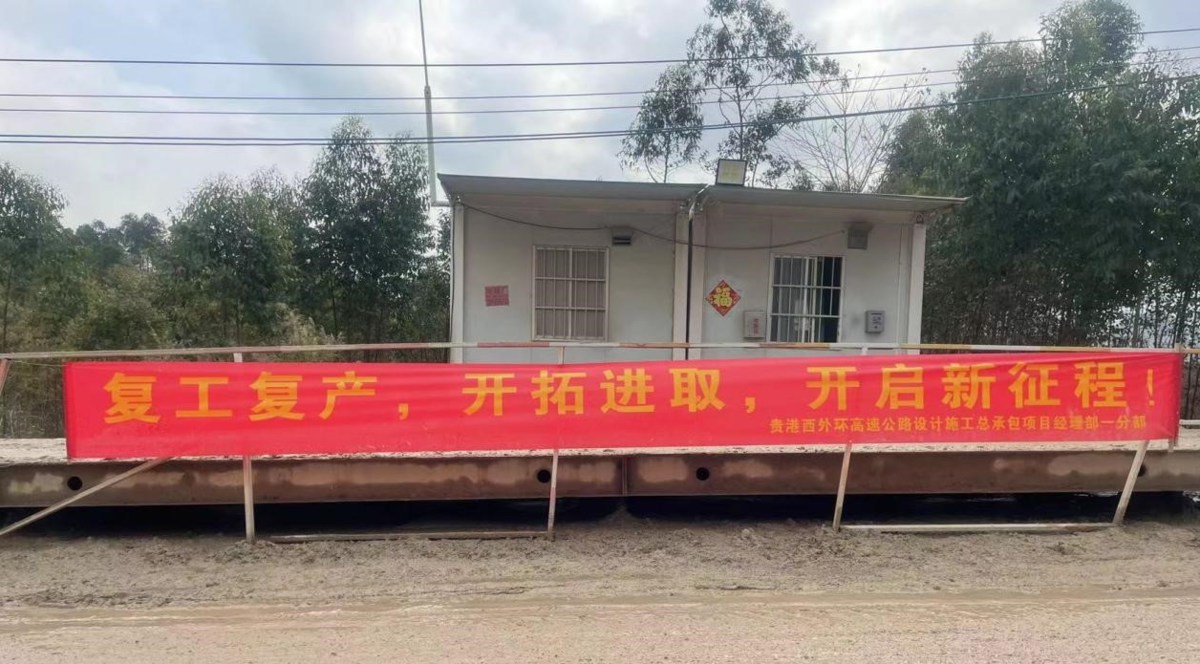 福
复工复产，开拓进取，开启新征程！
贵港西外环高速公路设计施工总承包项目经理部一分部